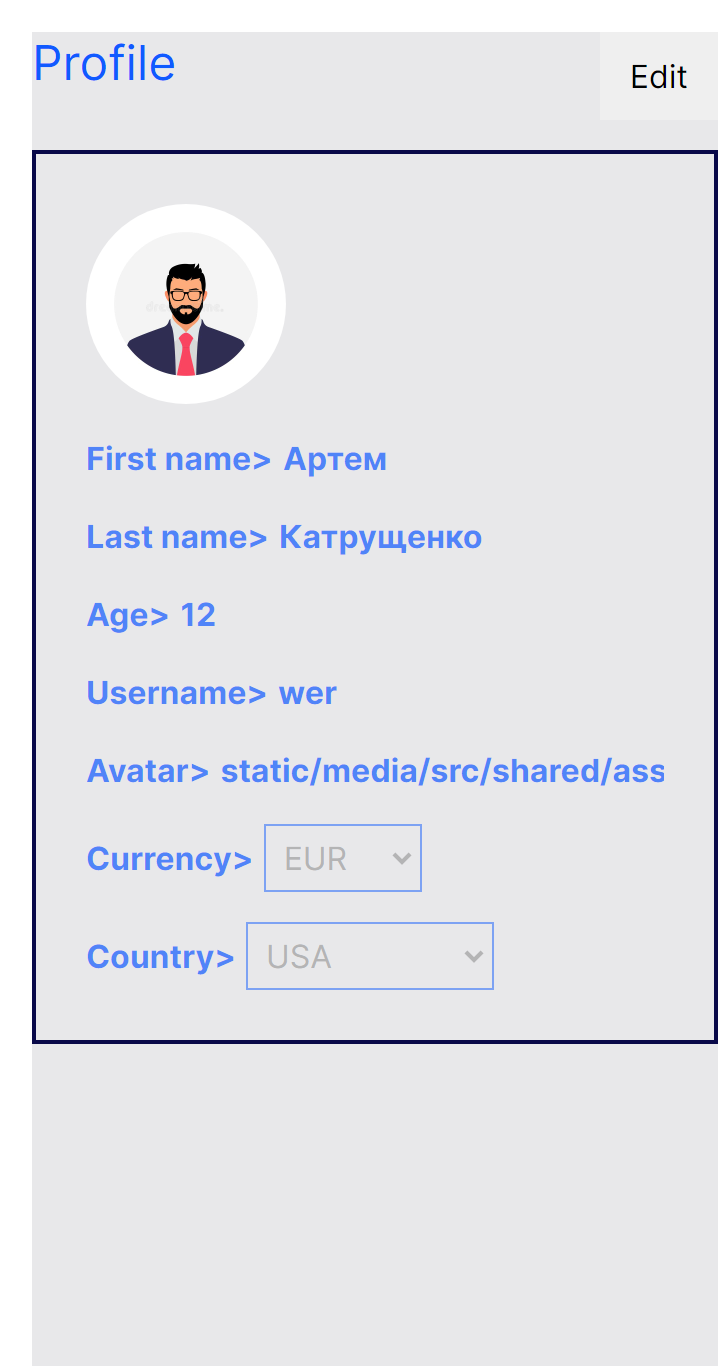 Profile
Edit
First name> Артем
Last name> Катрущенко
Age> 12
Username> wer
Avatar> static/media/src/shared/ass
Currency> EUR
Country> USA